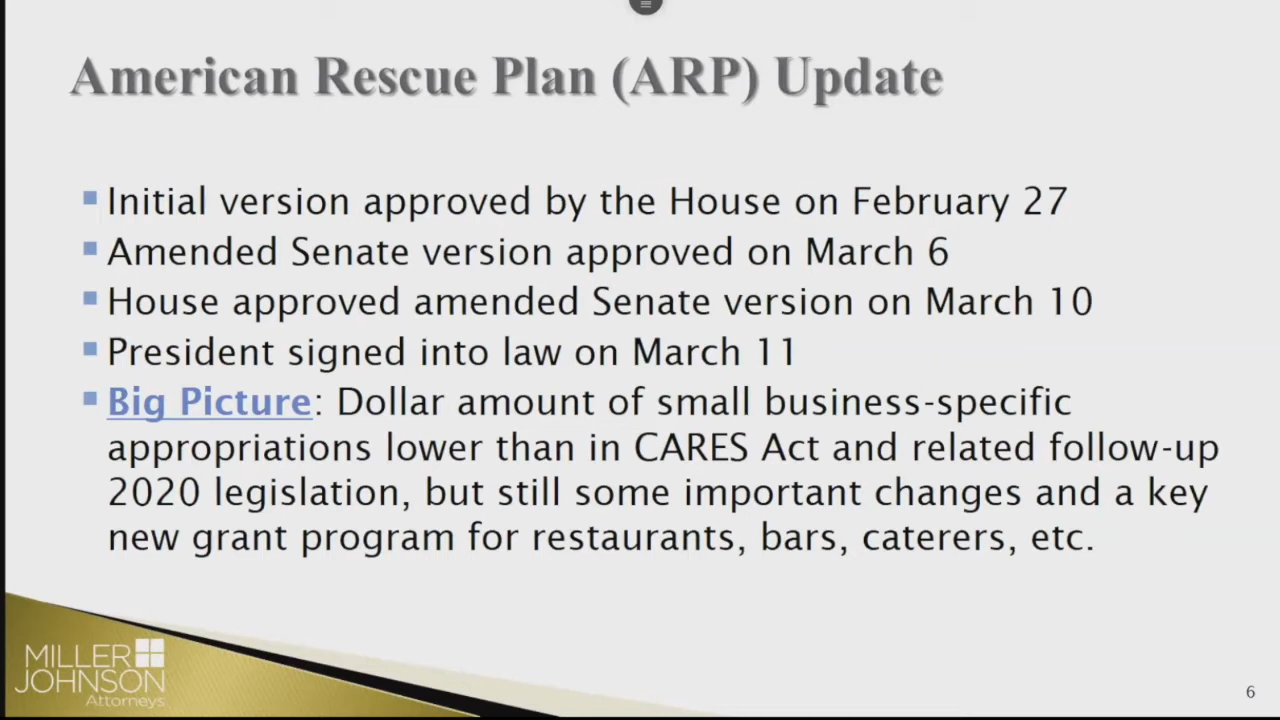 American Rescue Plan (ARP) Update
Initial version approved by the House on February 27
Amended Senate version approved on March 6
House approved amended Senate version on March 10
President signed into law on March 11
Big Picture: Dollar amount of small business-specific
appropriations lower than in CARES Act and related follow-up
2020 legislation, but still some important changes and a key
new grant program for restaurants, bars, caterers, etc.
MILLER
JOHNSON
Attorneys
6